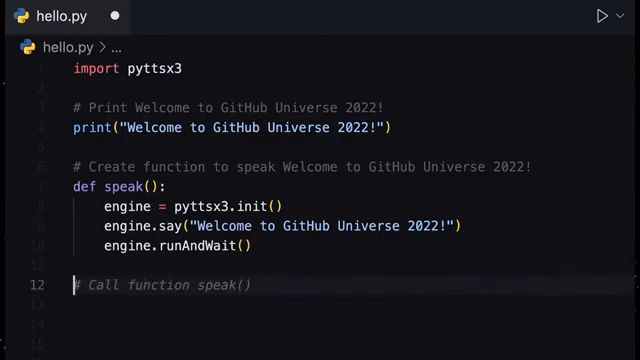 hello.py
hello.py > ...
1 import pyttsx3
2
3 # Print Welcome to GitHub Universe 2022!
4 print("Welcome to GitHub Universe 2022!")
5
6 # Create function to speak Welcome to GitHub Universe 2022!
7 def speak():
8 engine = pyttsx3.init()
9 engine.say("Welcome to GitHub Universe 2022!")
10 engine.runAndWait()
11
12 # Call function speak()
13
14
15